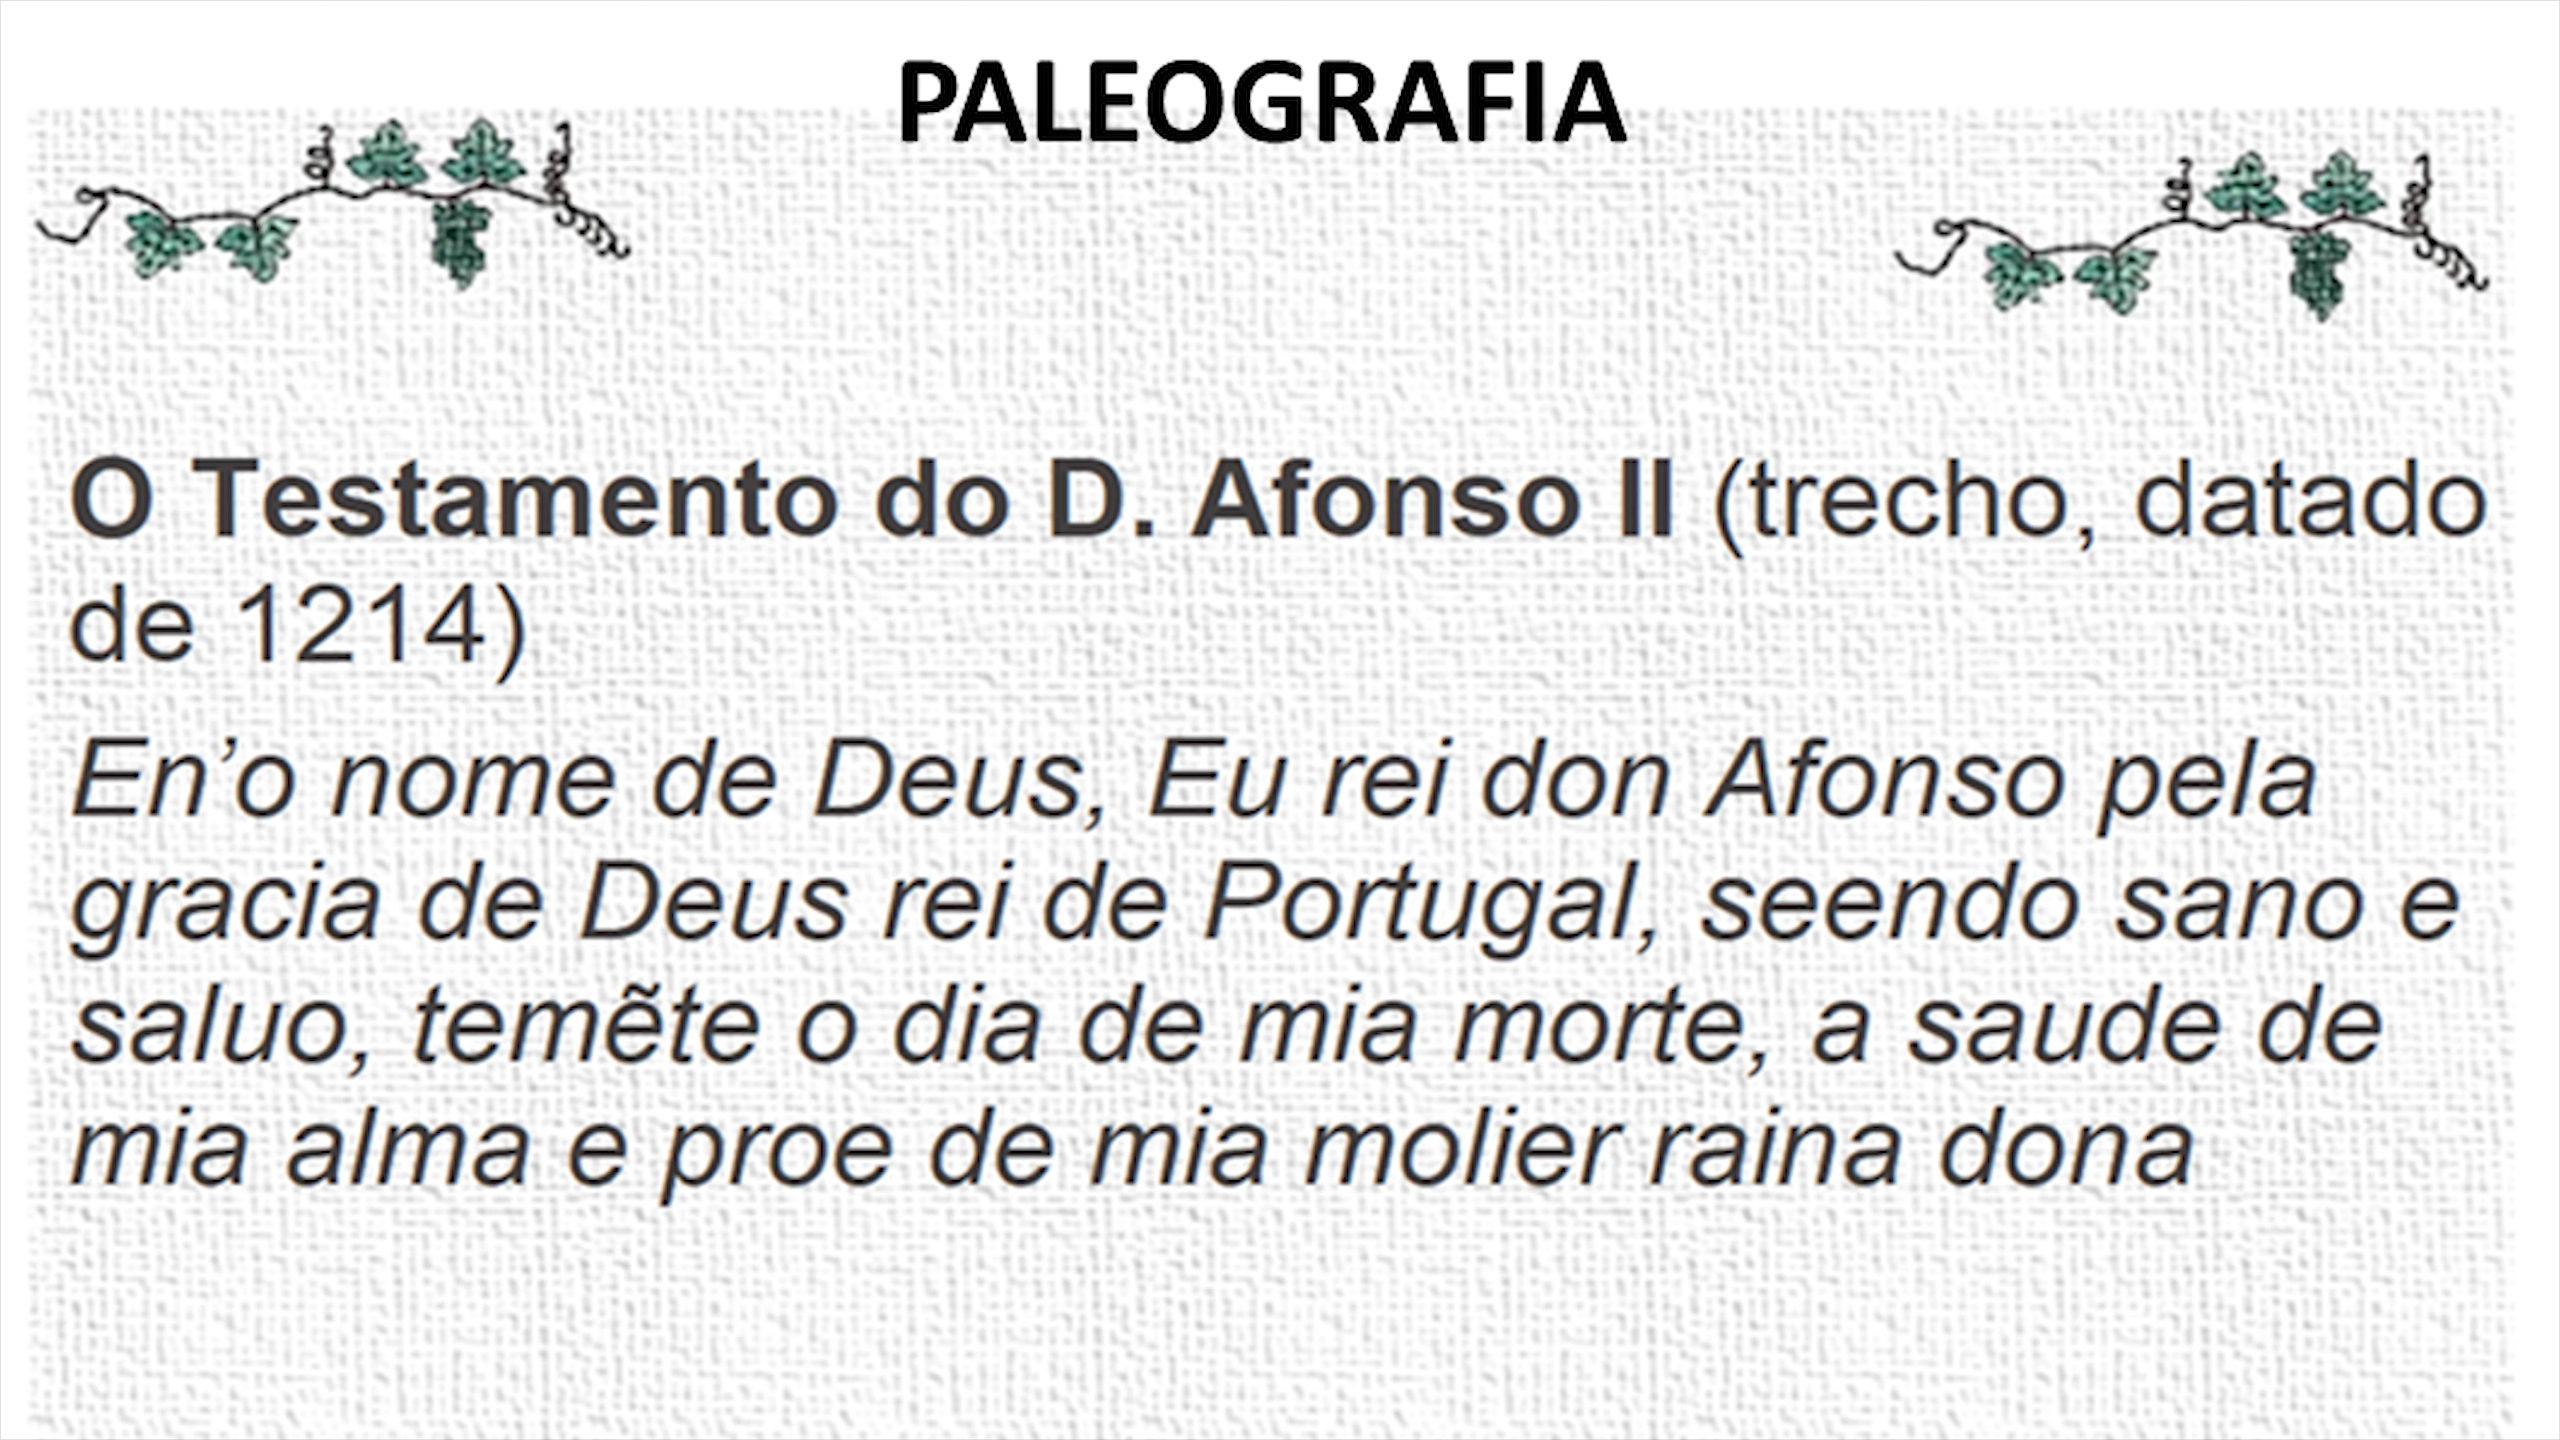 PALEOGRAFIA
O Testamento do D. Afonso II (trecho, datado
de 1214)
En’o nome de Deus, Eu rei don Afonso pela
gracia de Deus rei de Portugal, seendo sano e
saluo, temẽte o dia de mia morte, a saude de
mia alma e proe de mia molier raina dona